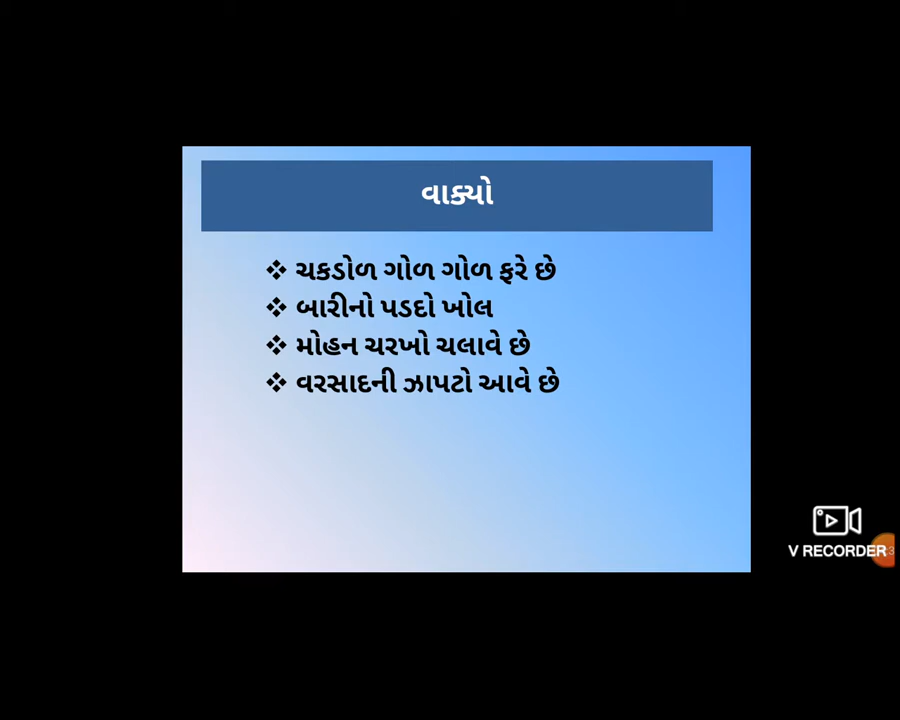 વાક્યો
❖ ચકડોળ ગોળ ગોળ ફરે છે
❖ બારીનો પડદો ખોલ
❖ મોહન ચરખો ચલાવે છે
❖ વરસાદની ઝાપટો આવે છે
V RECORDER